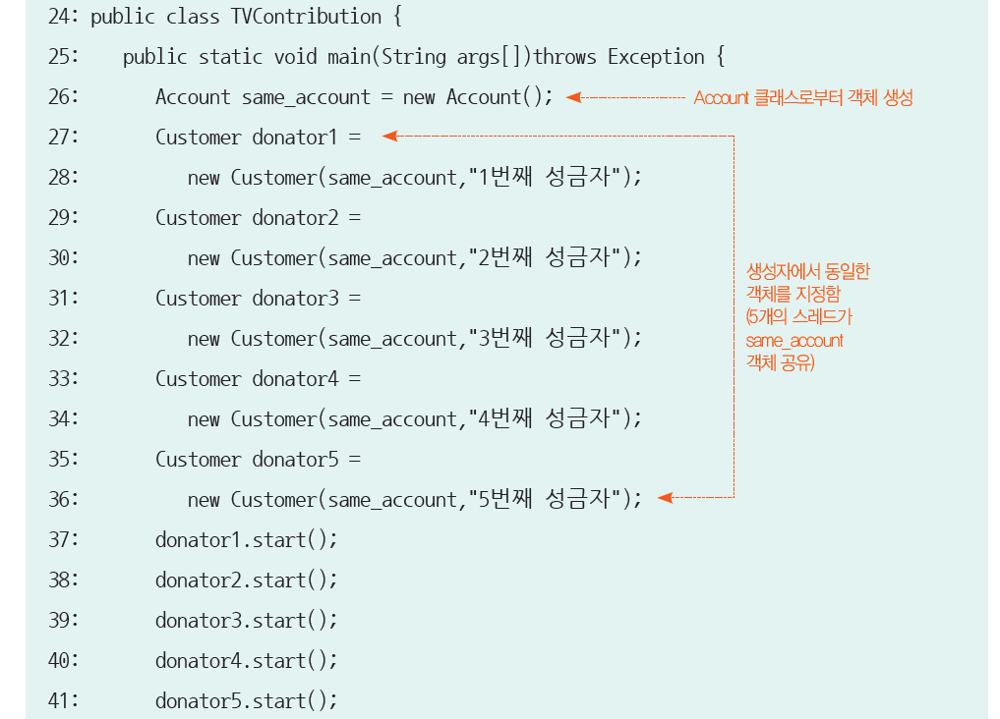 24: public class TVContribution {
25: public static void main(String args[])throws Exception {
26: Account same_account = new Account(); Account 클래스로부터 객체 생성
27: Customer donator1 =
28: new Customer(same_account,"1번째 성금자");
29: Customer donator2 =
30: new Customer(same_account,"2번째 성금자");
31: Customer donator3 =
32: new Customer(same_account,"3번째 성금자");
33: Customer donator4 =
34: new Customer(same_account,"4번째 성금자");
35: Customer donator5 =
36: new Customer(same_account,"5번째 성금자");
생성자에서 동일한
객체를 지정함
(5개의 스레드가
same_account
객체 공유)
37: donator1.start();
38: donator2.start();
39: donator3.start();
40: donator4.start();
41: donator5.start();